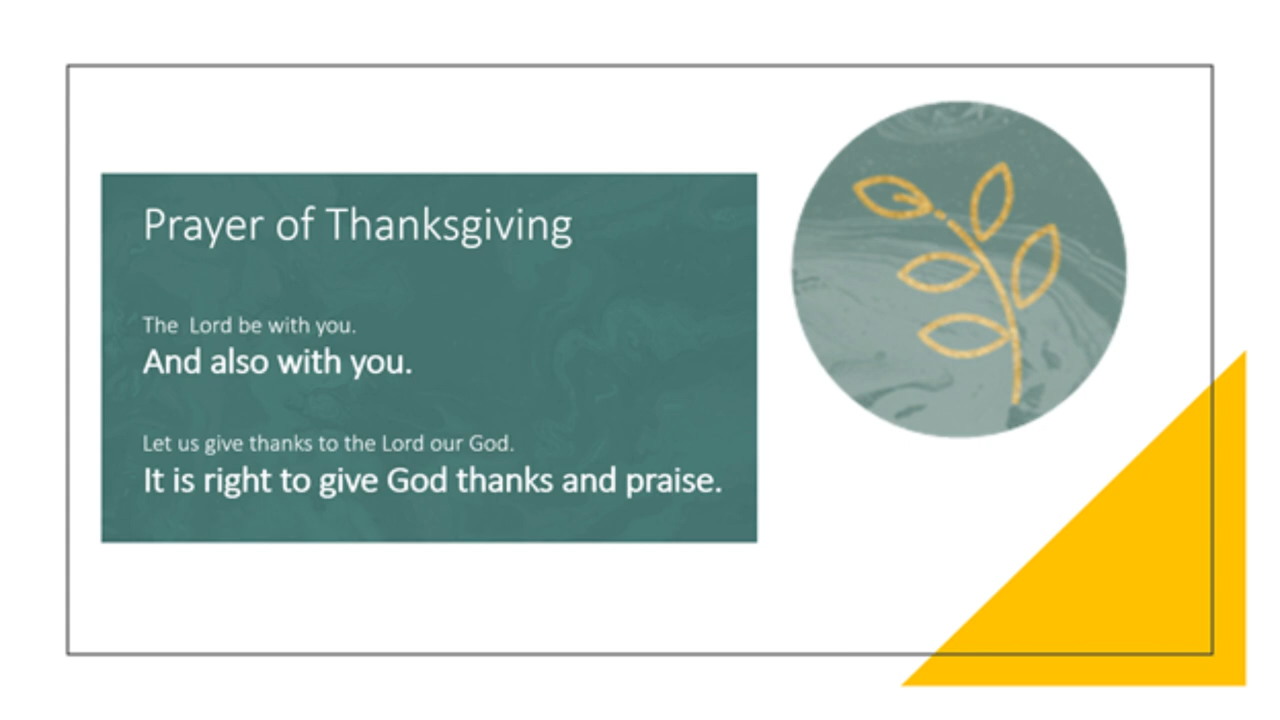 Prayer of Thanksgiving
The  Lord be with you.
And also with you.
Let us give thanks to the Lord our God.
It is right to give God thanks and praise.